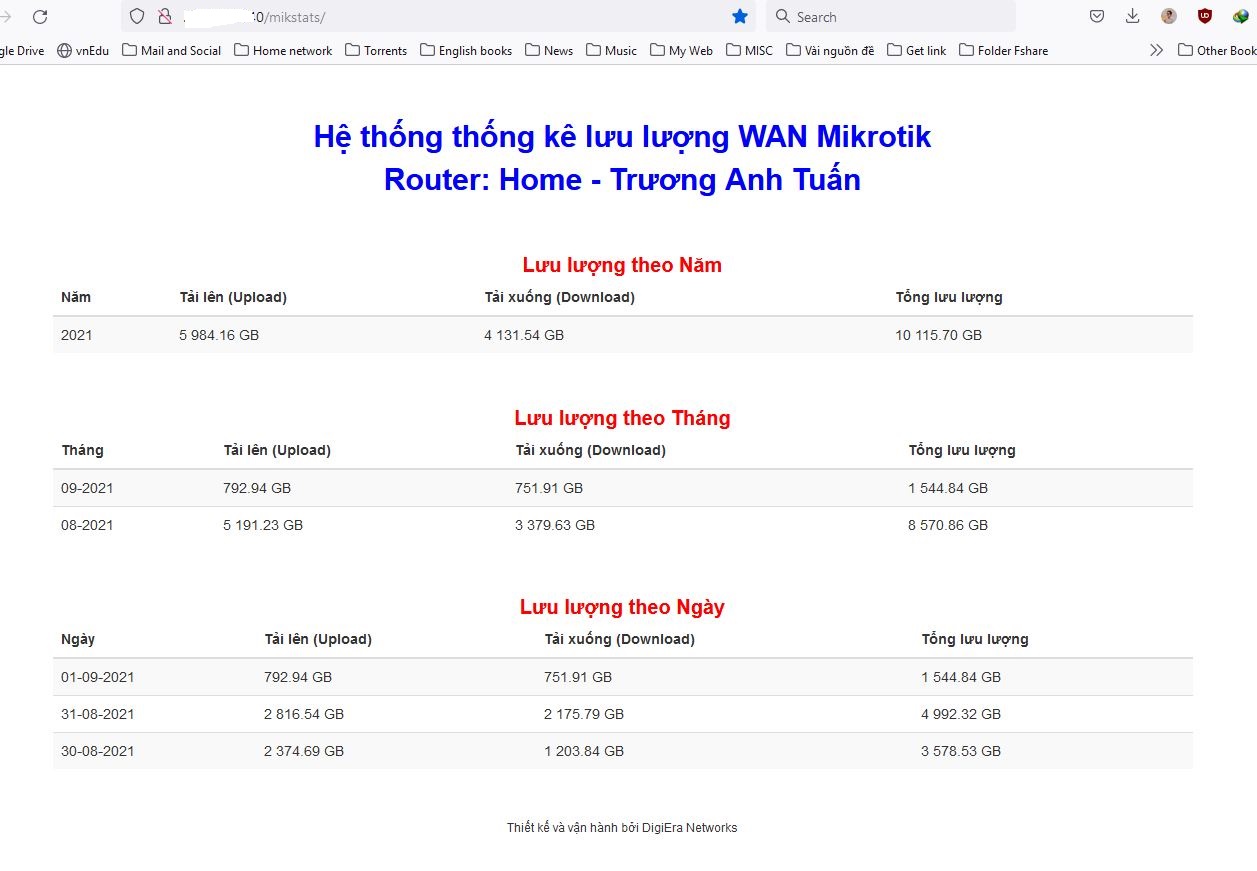 0/mikstats/
Search
gle Drive vnEdu Mail and Social Home network Torrents English books News Music My Web MISC Vài nguồn đề Get link Folder Fshare Other Book
Hệ thống thống kê lưu lượng WAN Mikrotik
Router: Home - Trương Anh Tuấn
Lưu lượng theo Năm
Năm Tải lên (Upload) Tải xuống (Download) Tổng lưu lượng
2021 5 984.16 GB 4 131.54 GB 10 115.70 GB
Lưu lượng theo Tháng
Tháng Tải lên (Upload) Tải xuống (Download) Tổng lưu lượng
09-2021 792.94 GB 751.91 GB 1 544.84 GB
08-2021 5 191.23 GB 3 379.63 GB 8 570.86 GB
Lưu lượng theo Ngày
Ngày Tải lên (Upload) Tải xuống (Download) Tổng lưu lượng
01-09-2021 792.94 GB 751.91 GB 1 544.84 GB
31-08-2021 2 816.54 GB 2 175.79 GB 4 992.32 GB
30-08-2021 2 374.69 GB 1 203.84 GB 3 578.53 GB
Thiết kế và vận hành bởi DigiEra Networks